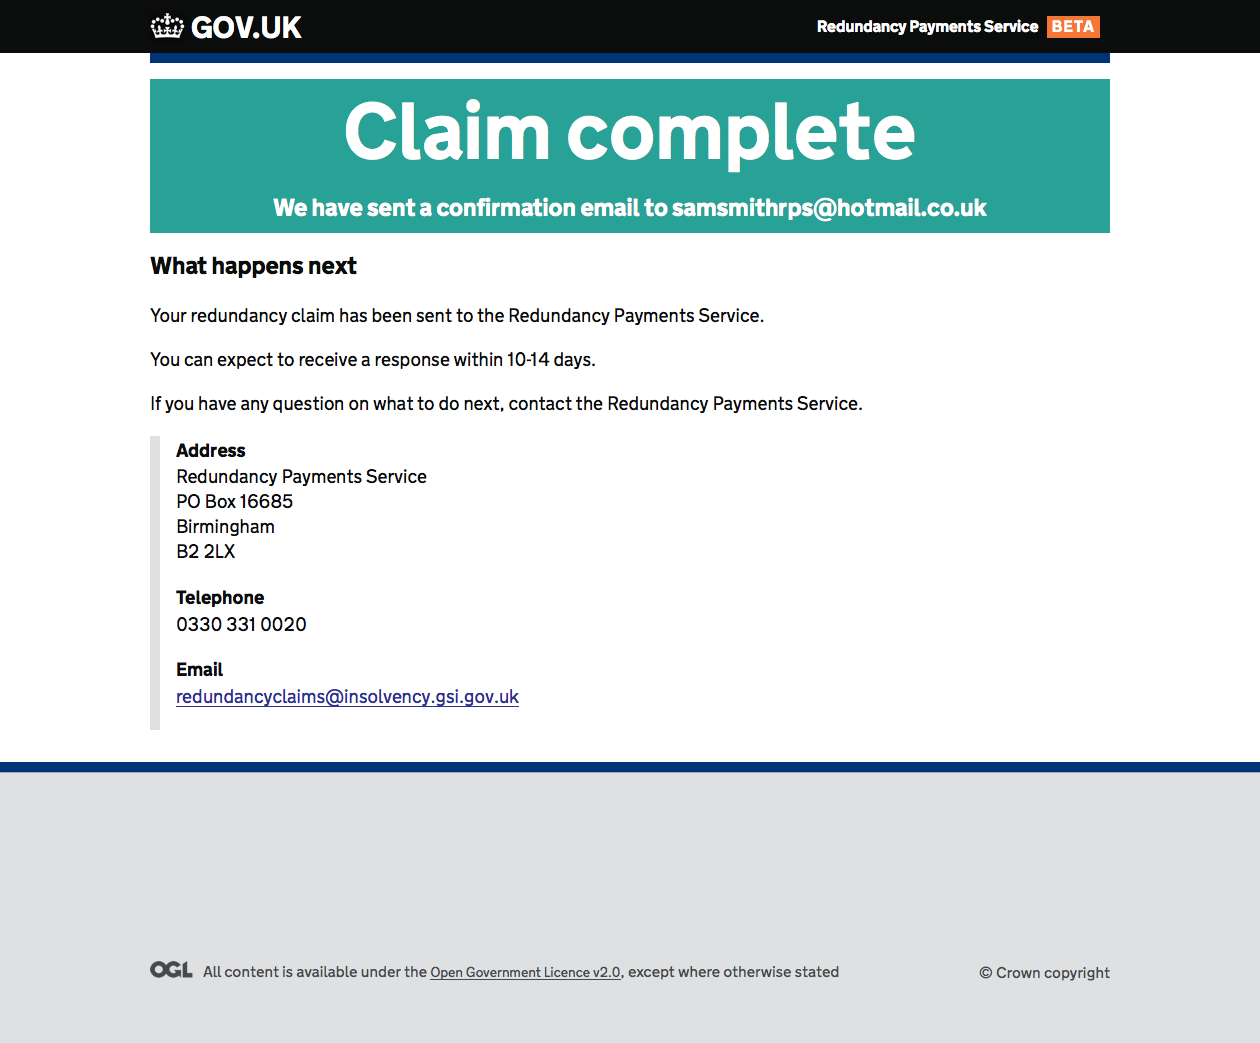 GOV.UK
Redundancy Payments Service BETA
Claim complete
We have sent a confirmation email to samsmithrps@hotmail.co.uk
What happens next
Your redundancy claim has been sent to the Redundancy Payments Service.
You can expect to receive a response within 10-14 days.
If you have any question on what to do next, contact the Redundancy Payments Service.
Address
Redundancy Payments Service
PO Box 16685
Birmingham
B2 2LX
Telephone
0330 331 0020
Email
redundancyclaims@insolvency.gsi.gov.uk
OGL All content is available under the Open Government Licence v2.0, except where otherwise stated
© Crown copyright